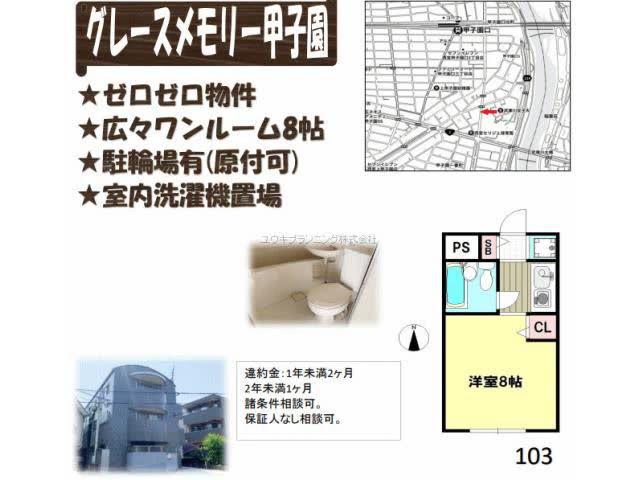 グレースメモリー甲子園
★ゼロゼロ物件
★広々ワンルーム8帖
★駐輪場有(原付可)
★室内洗濯機置場
甲子園口
ユウキプランニング株式会社
PS
SB
CL
洋室8帖
違約金:1年未満2ヶ月
2年未満1ヶ月
諸条件相談可。
保証人なし相談可。
103